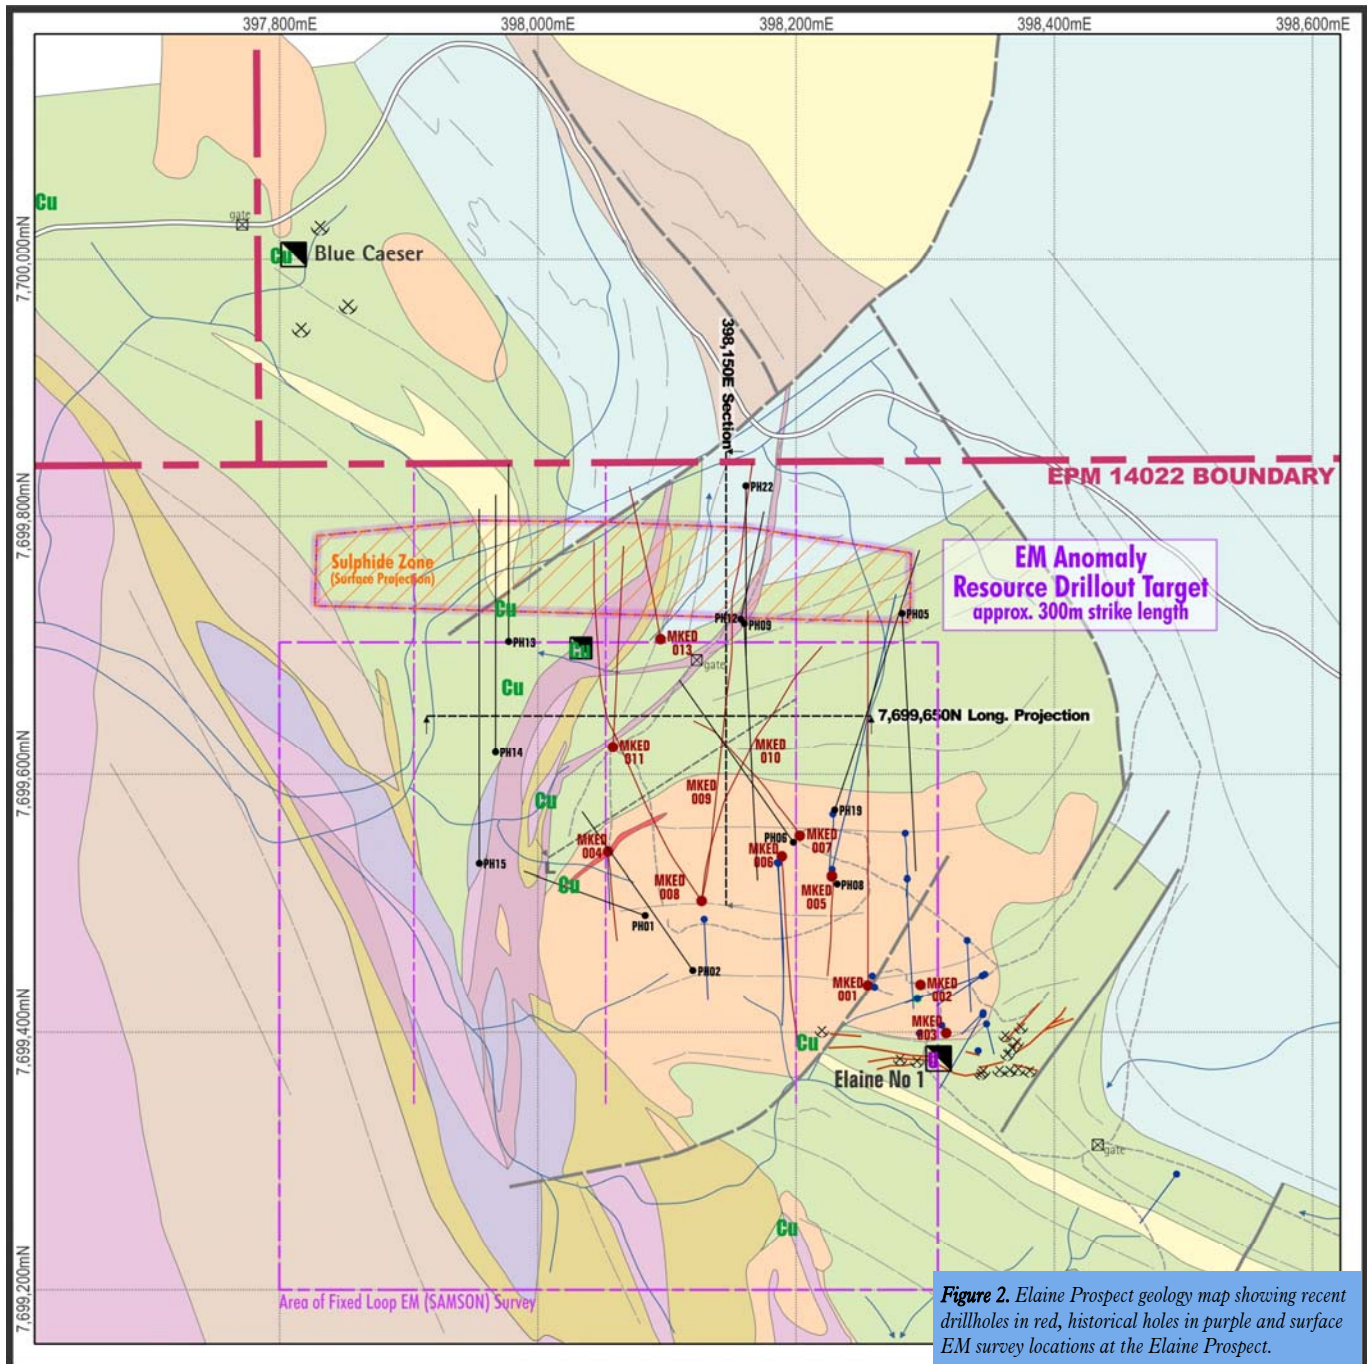 397,800mE
398,000mE
398,200mE
398,400mE
398,600mE
7,700,000mN
7,699,800mN
7,699,600mN
7,699,400mN
7,699,200mN
Cu
gate
Cu
Blue Caeser
398,150E Section
EPM 14022 BOUNDARY
PH22
Sulphide Zone
(Surface Projection)
EM Anomaly
Resource Drillout Target
approx. 300m strike length
Cu
PH12
PH09
PH05
PH13
Cu
MKED
013
gate
Cu
7,699,650N Long. Projection
PH14
MKED
011
MKED
010
MKED
009
Cu
PH19
MKED
004
PH06
MKED
007
MKED
006
PH15
Cu
MKED
008
MKED
005
PH08
PH01
PH02
MKED
001
MKED
002
MKED
003
Cu
Elaine No 1
gate
Cu
Area of Fixed Loop EM (SAMSON) Survey
Figure 2. Elaine Prospect geology map showing recent
drillholes in red, historical holes in purple and surface
EM survey locations at the Elaine Prospect.